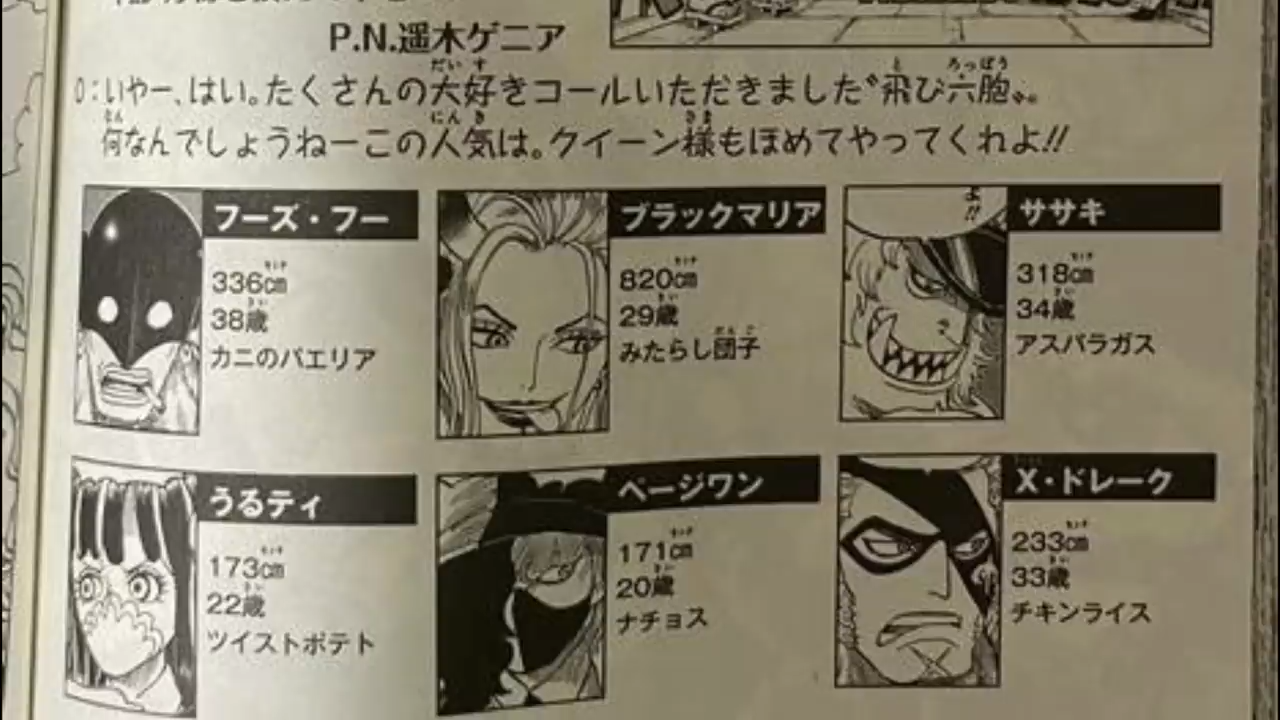 P.N.遥木ゲニア
O:いやー、はい。たくさんの大好きコールいただきました〝飛び六胞〟。
何なんでしょうねーこの人気は。クイーン様もほめてやってくれよ!!
フーズ・フー
336cm
38歳
カニのパエリア
ブラックマリア
820cm
29歳
みたらし団子
よ!!
ササキ
318cm
34歳
アスパラガス
うるティ
173cm
22歳
ツイストポテト
ページワン
171cm
20歳
ナチョス
X・ドレーク
233cm
33歳
チキンライス